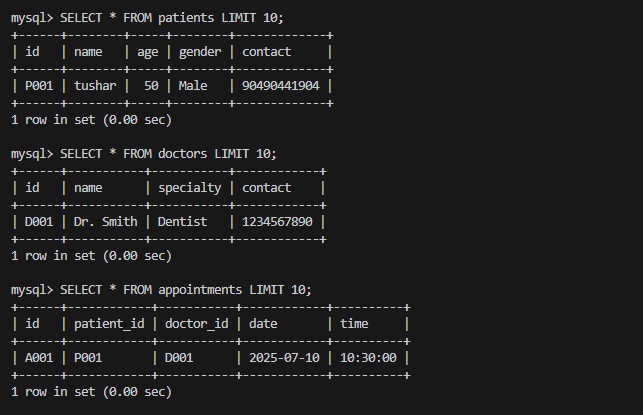 mysql> SELECT * FROM patients LIMIT 10;
+------+--------+-----+--------+-------------+
| id   | name   | age | gender | contact     |
+------+--------+-----+--------+-------------+
| P001 | tushar |  50 | Male   | 90490441904 |
+------+--------+-----+--------+-------------+
1 row in set (0.00 sec)

mysql> SELECT * FROM doctors LIMIT 10;
+------+-----------+-----------+------------+
| id   | name      | specialty | contact    |
+------+-----------+-----------+------------+
| D001 | Dr. Smith | Dentist   | 1234567890 |
+------+-----------+-----------+------------+
1 row in set (0.00 sec)

mysql> SELECT * FROM appointments LIMIT 10;
+------+------------+-----------+------------+----------+
| id   | patient_id | doctor_id | date       | time     |
+------+------------+-----------+------------+----------+
| A001 | P001       | D001      | 2025-07-10 | 10:30:00 |
+------+------------+-----------+------------+----------+
1 row in set (0.00 sec)